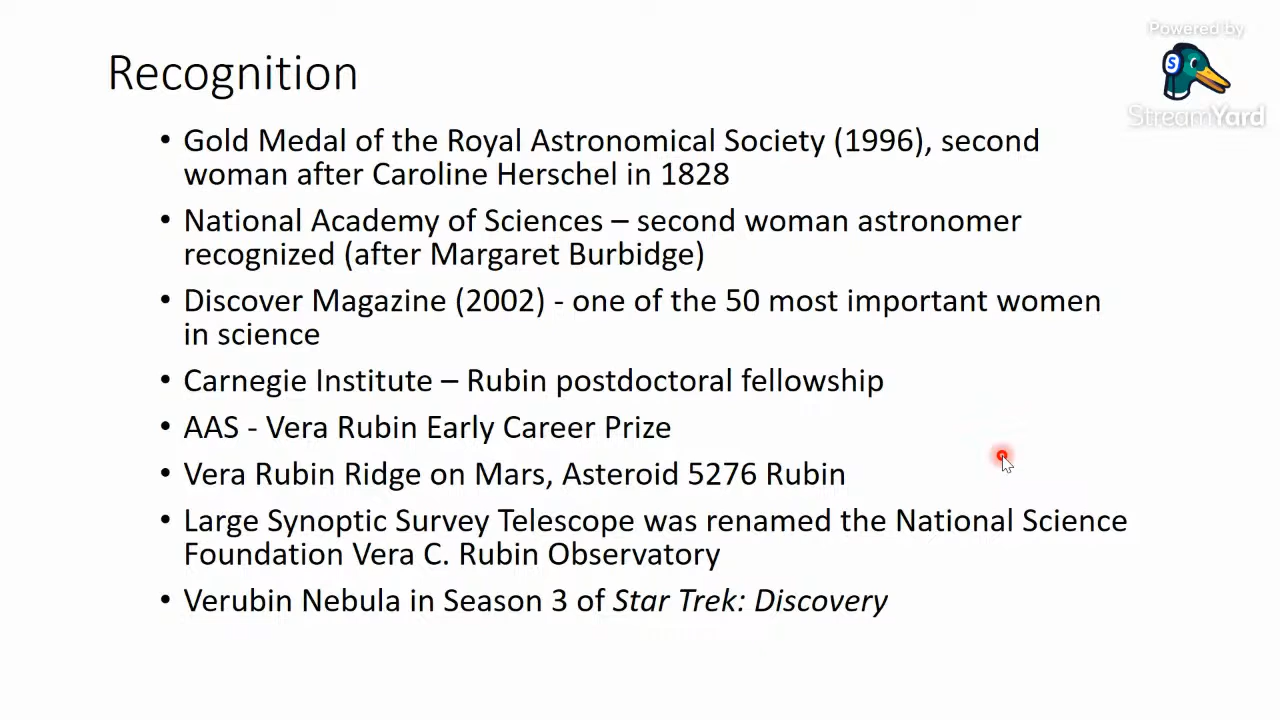 Powered by
S
StreamYard
Recognition
• Gold Medal of the Royal Astronomical Society (1996), second
woman after Caroline Herschel in 1828
• National Academy of Sciences – second woman astronomer
recognized (after Margaret Burbidge)
• Discover Magazine (2002) - one of the 50 most important women
in science
• Carnegie Institute – Rubin postdoctoral fellowship
• AAS - Vera Rubin Early Career Prize
• Vera Rubin Ridge on Mars, Asteroid 5276 Rubin
• Large Synoptic Survey Telescope was renamed the National Science
Foundation Vera C. Rubin Observatory
• Verubin Nebula in Season 3 of Star Trek: Discovery